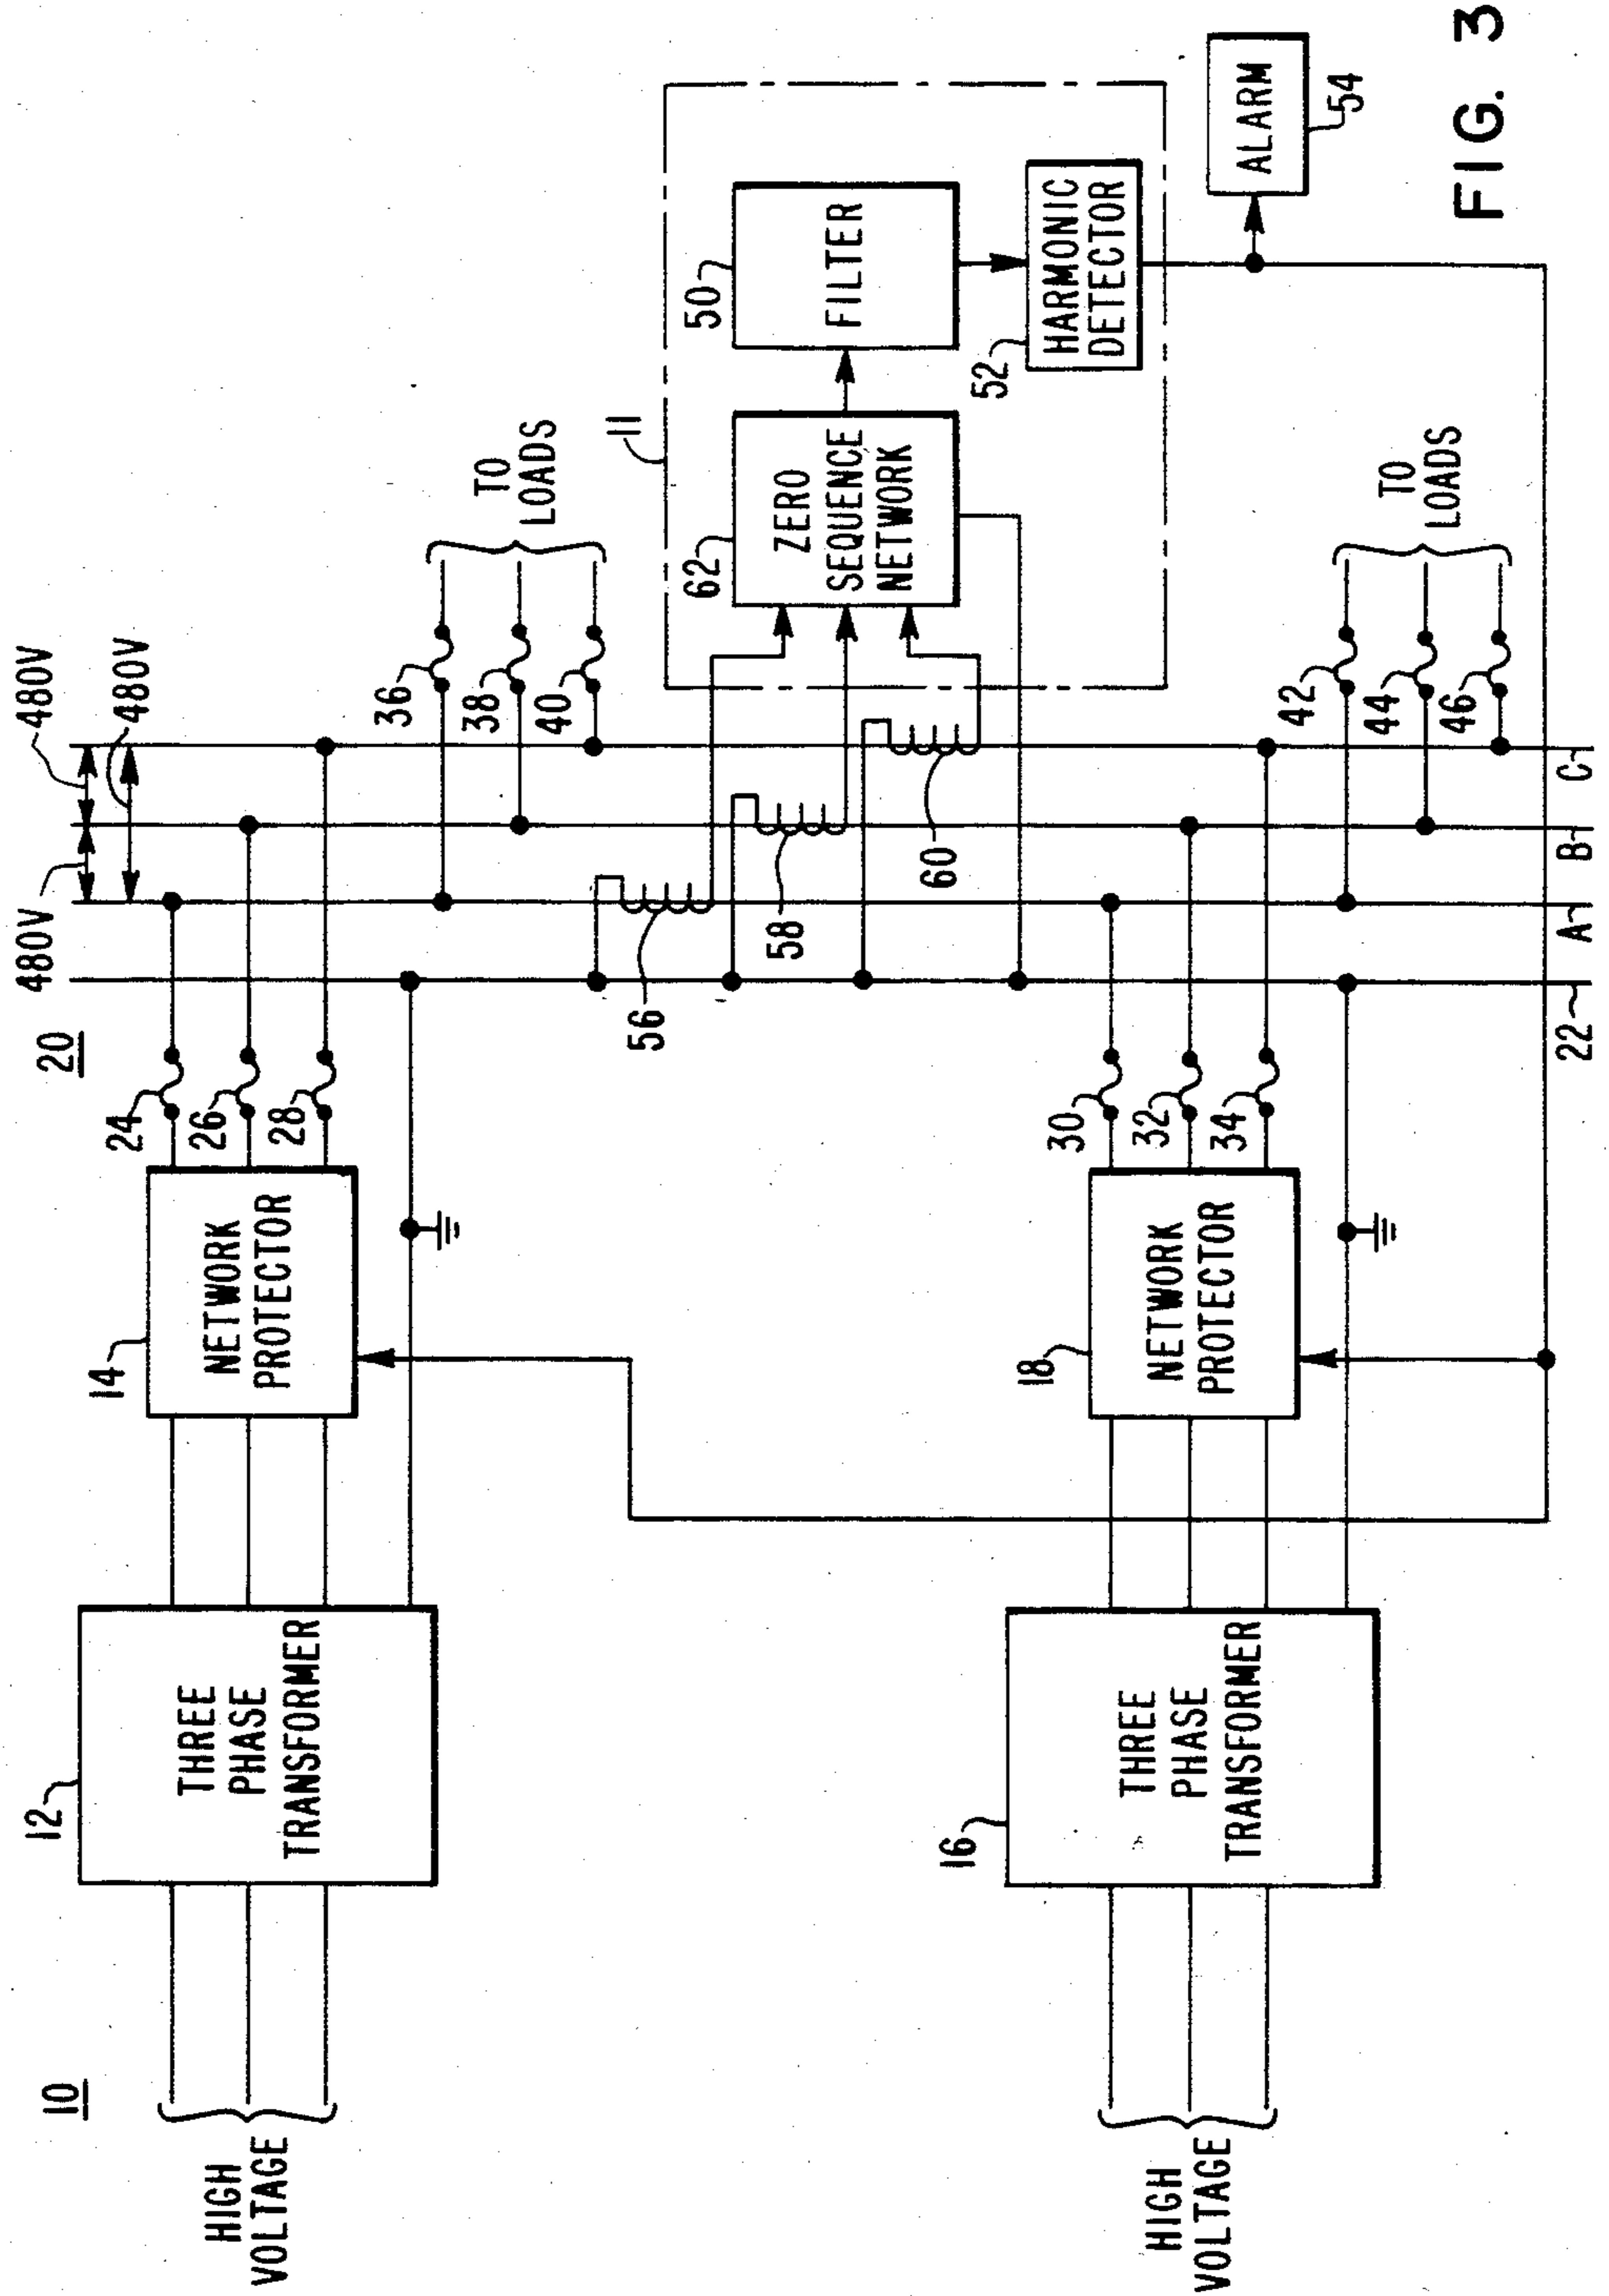 10
20
480V
480V
480V
12
THREE
PHASE
TRANSFORMER
14
NETWORK
PROTECTOR
24
26
28
HIGH
VOLTAGE
36
38
40
TO
LOADS
11
56
58
60
62
ZERO
SEQUENCE
NETWORK
50
FILTER
52
HARMONIC
DETECTOR
ALARM
54
16
THREE
PHASE
TRANSFORMER
18
NETWORK
PROTECTOR
30
32
34
HIGH
VOLTAGE
42
44
46
TO
LOADS
22
A
B
C
FIG. 3